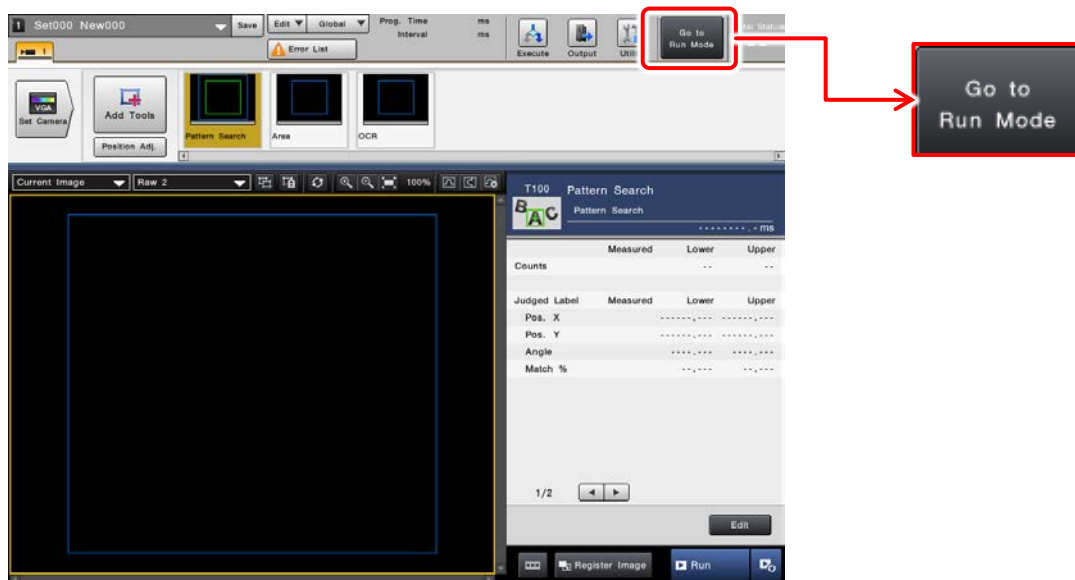 1 Set000 New000
Save
Edit
Global
Prog. Time ms
Interval ms
Error List
1
Execute
Output
Go to
Run Mode
Go to
Run Mode
VGA
Set Camera
Add Tools
Position Adj.
Pattern Search
Area
OCR
Current Image
Raw 2
100%
T100 Pattern Search
BAC
Pattern Search
--------.- ms
Measured Lower Upper
Counts -- --
Judged Label Measured Lower Upper
Pos. X ------.--- ------.---
Pos. Y ------.--- ------.---
Angle ----.--- ----.---
Match % --.--- --.---
1/2
Edit
Register Image
Run